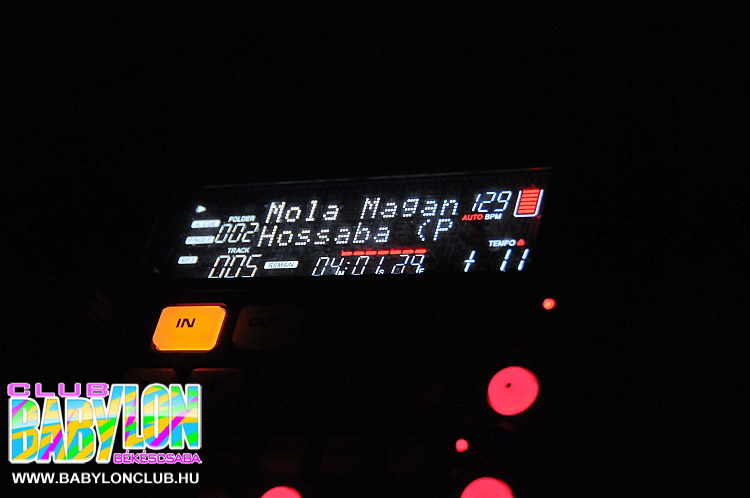 Mola Magan
129
AUTO BPM
FOLDER
002
Hossaba (P
TRACK
005
REMAIN
04:01 29
M S F
TEMPO
11
IN
CLUB
BABYLON
BÉKÉSCSABA
WWW.BABYLONCLUB.HU